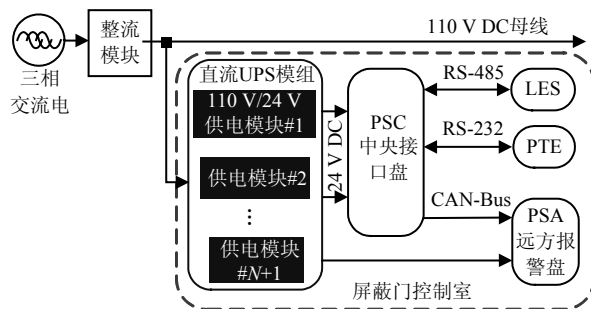 三相
交流电
整流
模块
110 V DC母线
直流UPS模组
110 V/24 V
供电模块#1
供电模块#2
⋮
供电模块
#N+1
24 V DC
PSC
中央接
口盘
RS-485
LES
RS-232
PTE
CAN-Bus
PSA
远方报
警盘
屏蔽门控制室